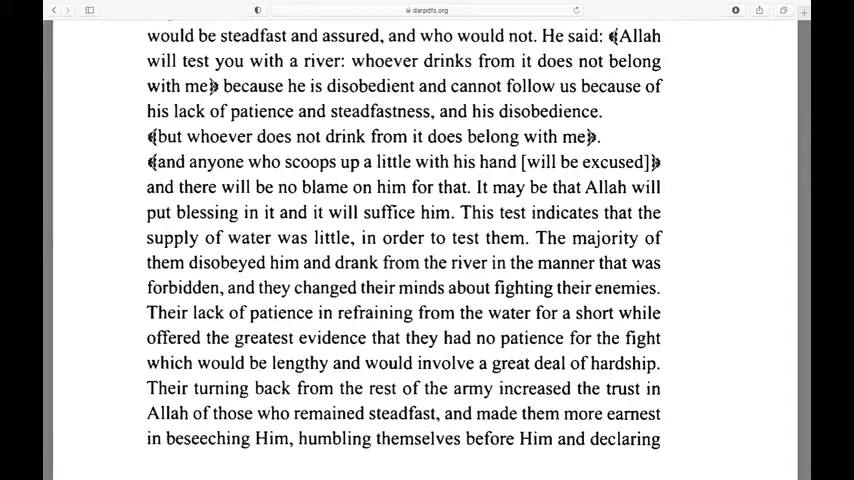 darpdfs.org
would be steadfast and assured, and who would not. He said: ﴾Allah
will test you with a river: whoever drinks from it does not belong
with me﴿ because he is disobedient and cannot follow us because of
his lack of patience and steadfastness, and his disobedience.
﴾but whoever does not drink from it does belong with me﴿.
﴾and anyone who scoops up a little with his hand [will be excused]﴿
and there will be no blame on him for that. It may be that Allah will
put blessing in it and it will suffice him. This test indicates that the
supply of water was little, in order to test them. The majority of
them disobeyed him and drank from the river in the manner that was
forbidden, and they changed their minds about fighting their enemies.
Their lack of patience in refraining from the water for a short while
offered the greatest evidence that they had no patience for the fight
which would be lengthy and would involve a great deal of hardship.
Their turning back from the rest of the army increased the trust in
Allah of those who remained steadfast, and made them more earnest
in beseeching Him, humbling themselves before Him and declaring